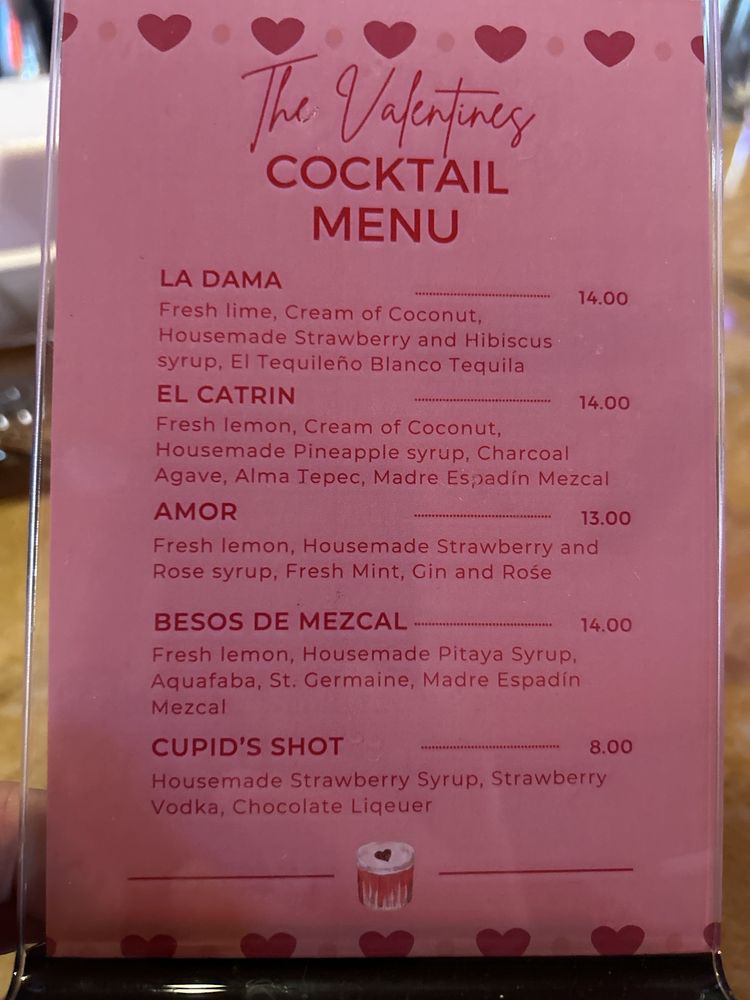 The Valentines
COCKTAIL
MENU
LA DAMA 14.00
Fresh lime, Cream of Coconut,
Housemade Strawberry and Hibiscus
syrup, El Tequileño Blanco Tequila
EL CATRIN 14.00
Fresh lemon, Cream of Coconut,
Housemade Pineapple syrup, Charcoal
Agave, Alma Tepec, Madre Espadín Mezcal
AMOR 13.00
Fresh lemon, Housemade Strawberry and
Rose syrup, Fresh Mint, Gin and Rośe
BESOS DE MEZCAL 14.00
Fresh lemon, Housemade Pitaya Syrup,
Aquafaba, St. Germaine, Madre Espadín
Mezcal
CUPID'S SHOT 8.00
Housemade Strawberry Syrup, Strawberry
Vodka, Chocolate Liqeuer